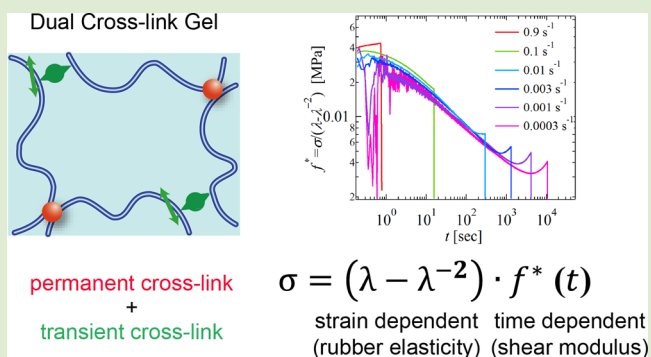 Dual Cross-link Gel
f* = σ/(λ-λ⁻²) [MPa]
4
2
0.01
8
6
4
2
0.9 s⁻¹
0.1 s⁻¹
0.01 s⁻¹
0.003 s⁻¹
0.001 s⁻¹
0.0003 s⁻¹
10⁰ 10¹ 10² 10³ 10⁴
t [sec]
permanent cross-link
+
transient cross-link
σ = (λ − λ⁻²) · f* (t)
strain dependent time dependent
(rubber elasticity) (shear modulus)